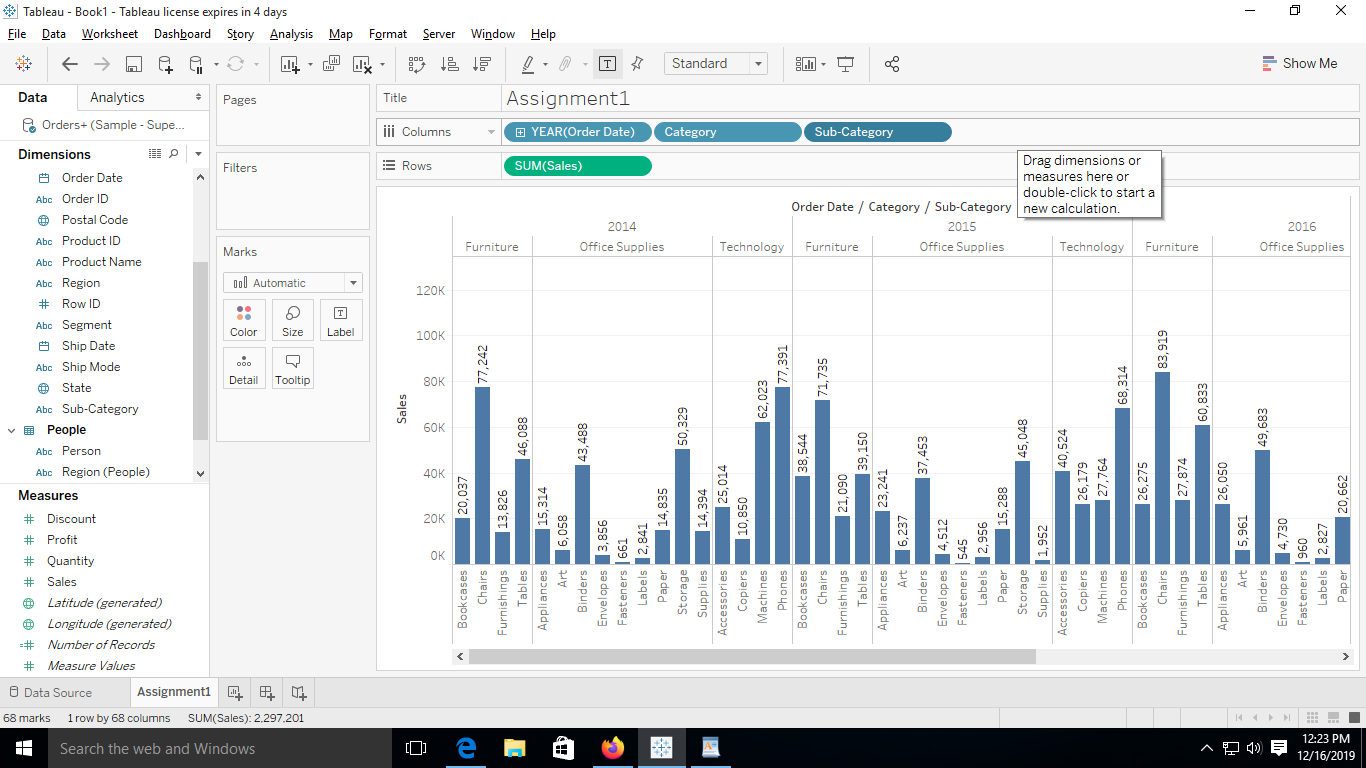 Tableau - Book1 - Tableau license expires in 4 days
File Data Worksheet Dashboard Story Analysis Map Format Server Window Help
Standard
Show Me
Data Analytics
Orders+ (Sample - Supe...
Dimensions
Order Date
Order ID
Postal Code
Product ID
Product Name
Region
Row ID
Segment
Ship Date
Ship Mode
State
Sub-Category
People
Person
Region (People)
Measures
Discount
Profit
Quantity
Sales
Latitude (generated)
Longitude (generated)
Number of Records
Measure Values
Pages
Filters
Marks
Automatic
Color Size Label
Detail Tooltip
Title Assignment1
Columns YEAR(Order Date) Category Sub-Category
Rows SUM(Sales)
Drag dimensions or
measures here or
double-click to start a
new calculation.
Order Date / Category / Sub-Category
2014 2015 2016
Furniture Office Supplies Technology Furniture Office Supplies Technology Furniture Office Supplies
Sales
120K
100K
80K
60K
40K
20K
0K
20,037 77,242 13,826 46,088 15,314 6,058 43,488 3,856 661 2,841 14,835 50,329 14,394 25,014 10,850 62,023 77,391 38,544 71,735 21,090 39,150 23,241 6,237 37,453 4,512 545 2,956 15,288 45,048 1,952 40,524 26,179 27,764 68,314 26,275 83,919 27,874 60,833 26,050 5,961 49,683 4,730 960 2,827 20,662
Bookcases Chairs Furnishings Tables Appliances Art Binders Envelopes Fasteners Labels Paper Storage Supplies Accessories Copiers Machines Phones Bookcases Chairs Furnishings Tables Appliances Art Binders Envelopes Fasteners Labels Paper Storage Supplies Accessories Copiers Machines Phones Bookcases Chairs Furnishings Tables Appliances Art Binders Envelopes Fasteners Labels Paper
Data Source Assignment1
68 marks 1 row by 68 columns SUM(Sales): 2,297,201
Search the web and Windows
12:23 PM
12/16/2019